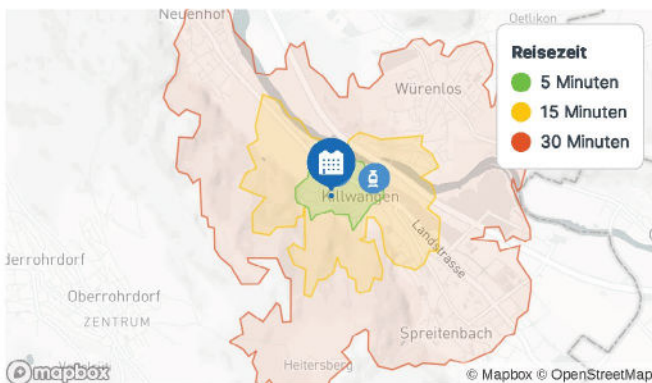 Neuenhof
Oetlikon
Reisezeit
5 Minuten
15 Minuten
30 Minuten
Würenlos
Killwangen
Landstrasse
derrohrdorf
Oberrohrdorf
ZENTRUM
Spreitenbach
Heitersberg
mapbox
© Mapbox © OpenStreetMap